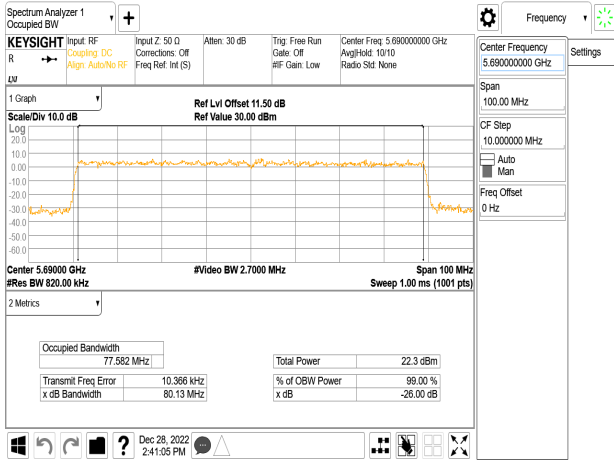 Spectrum Analyzer 1
Occupied BW
Frequency
KEYSIGHT
Input: RF
Input Z: 50 Ω
Atten: 30 dB
Trig: Free Run
Center Freq: 5.690000000 GHz
R
Coupling: DC
Corrections: Off
Gate: Off
Avg|Hold: 10/10
Align: Auto/No RF
Freq Ref: Int (S)
#IF Gain: Low
Radio Std: None
LXI
Center Frequency
5.690000000 GHz
Settings
Span
100.00 MHz
CF Step
10.000000 MHz
Auto
Man
Freq Offset
0 Hz
1 Graph
Ref Lvl Offset 11.50 dB
Scale/Div 10.0 dB
Ref Value 30.00 dBm
Log
20.0
10.0
0.00
-10.0
-20.0
-30.0
-40.0
-50.0
-60.0
Center 5.69000 GHz
#Video BW 2.7000 MHz
Span 100 MHz
#Res BW 820.00 kHz
Sweep 1.00 ms (1001 pts)
2 Metrics
Occupied Bandwidth
77.582 MHz
Total Power
22.3 dBm
Transmit Freq Error
10.366 kHz
% of OBW Power
99.00 %
x dB Bandwidth
80.13 MHz
x dB
-26.00 dB
?
Dec 28, 2022
2:41:05 PM